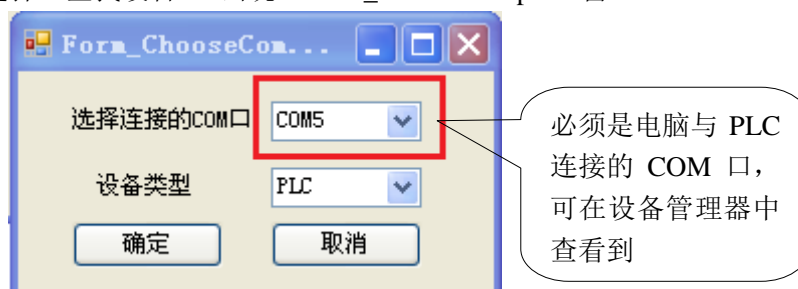 Form_ChooseCom...
选择连接的COM口 COM5
设备类型 PLC
确定 取消
必须是电脑与 PLC
连接的 COM 口，
可在设备管理器中
查看到